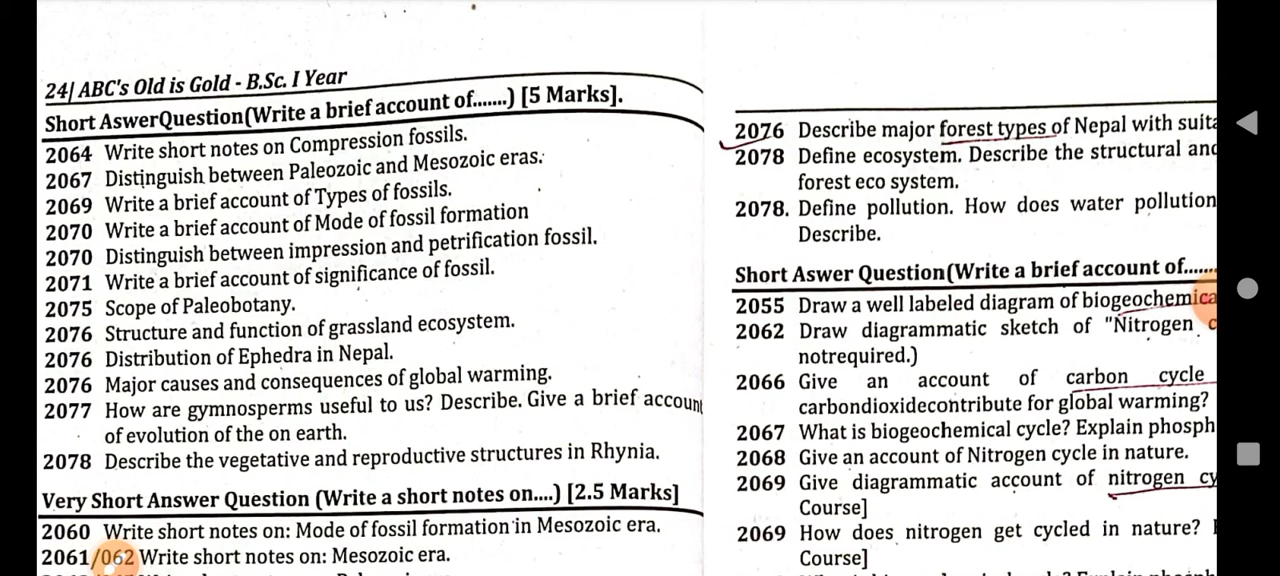 24| ABC's Old is Gold - B.Sc. I Year
Short AswerQuestion(Write a brief account of.......) [5 Marks].
2064 Write short notes on Compression fossils.
2067 Distinguish between Paleozoic and Mesozoic eras.
2069 Write a brief account of Types of fossils.
2070 Write a brief account of Mode of fossil formation
2070 Distinguish between impression and petrification fossil.
2071 Write a brief account of significance of fossil.
2075 Scope of Paleobotany.
2076 Structure and function of grassland ecosystem.
2076 Distribution of Ephedra in Nepal.
2076 Major causes and consequences of global warming.
2077 How are gymnosperms useful to us? Describe. Give a brief account
of evolution of the on earth.
2078 Describe the vegetative and reproductive structures in Rhynia.
Very Short Answer Question (Write a short notes on....) [2.5 Marks]
2060 Write short notes on: Mode of fossil formation in Mesozoic era.
2061/062 Write short notes on: Mesozoic era.
2076 Describe major forest types of Nepal with
2078 Define ecosystem. Describe the structural
forest eco system.
2078. Define pollution. How does water pollution
Describe.
Short Aswer Question(Write a brief account of......
2055 Draw a well labeled diagram of
2062 Draw diagrammatic sketch of "Nitrogen
notrequired.)
2066 Give an account of carbon cycle
carbondioxidecontribute for global warming?
2067 What is biogeochemical cycle? Explain
2068 Give an account of Nitrogen cycle in nature.
2069 Give diagrammatic account of nitrogen
Course]
2069 How does nitrogen get cycled in nature?
Course]